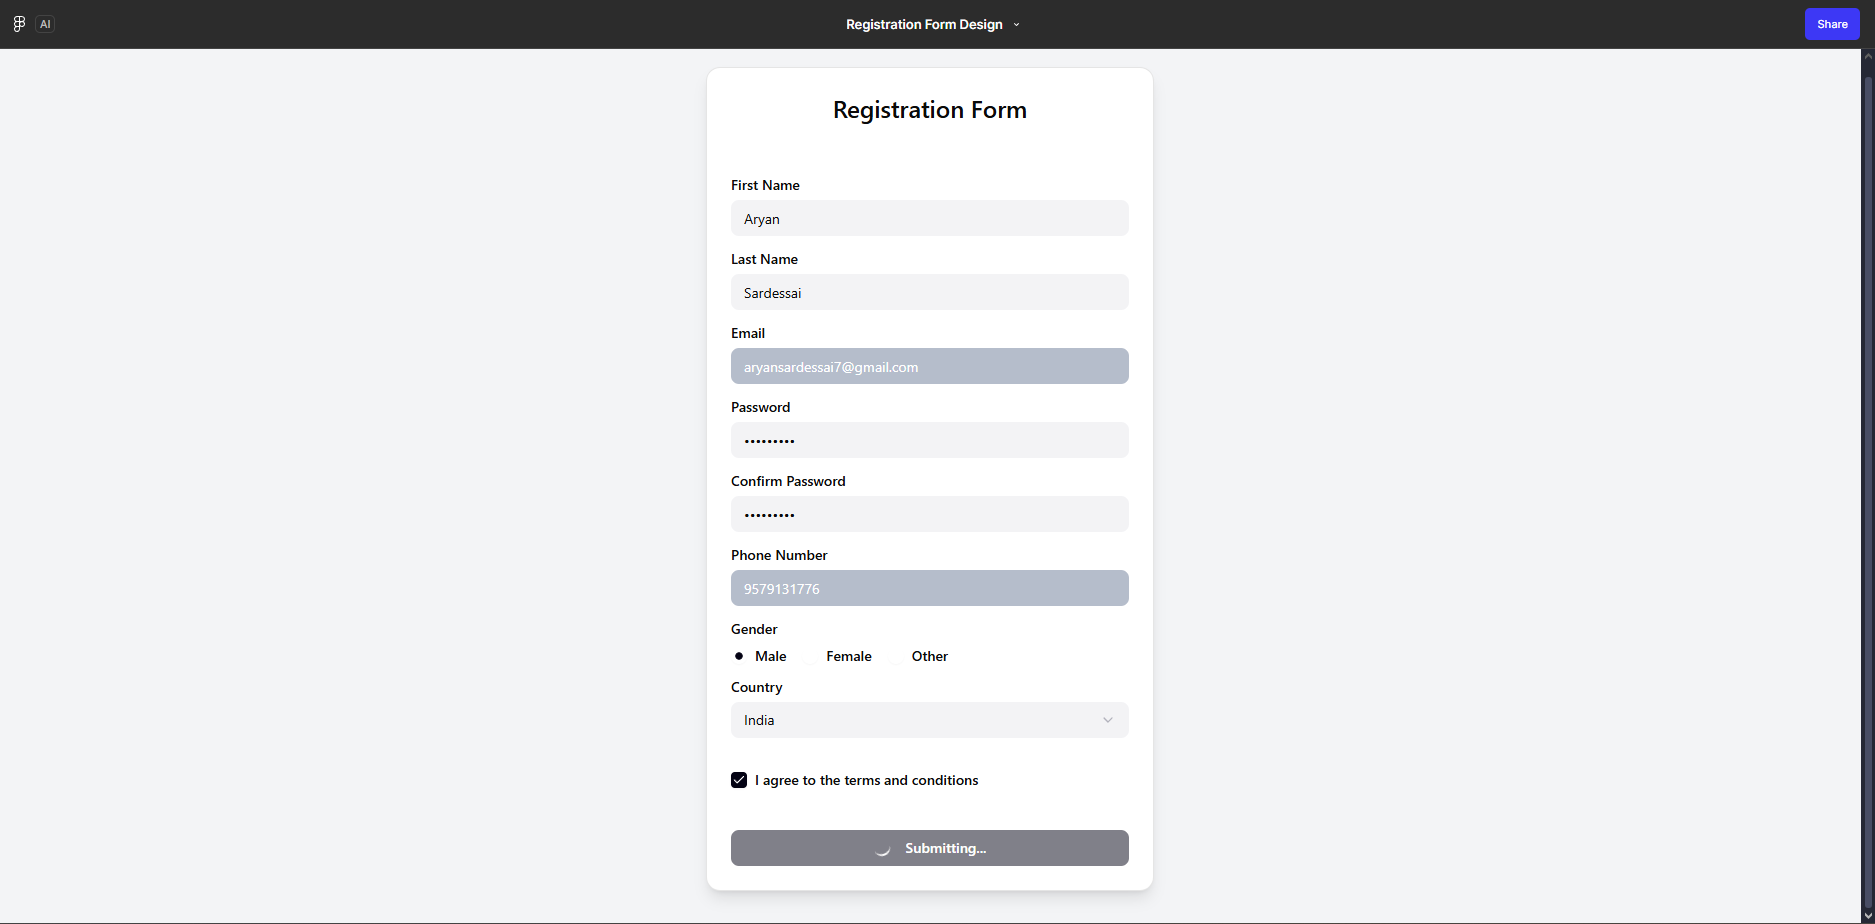 AI
Registration Form Design
Share
Registration Form
First Name
Aryan
Last Name
Sardessai
Email
aryansardessai7@gmail.com
Password
•••••••••
Confirm Password
•••••••••
Phone Number
9579131776
Gender
Male Female Other
Country
India
I agree to the terms and conditions
Submitting...